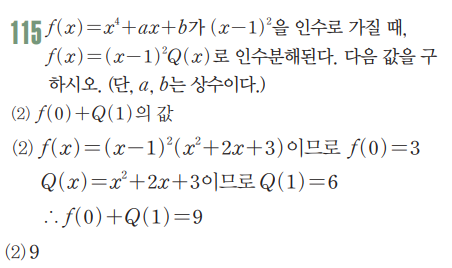 115 f(x)=x⁴+ax+b가 (x−1)²을 인수로 가질 때,
f(x)=(x−1)²Q(x)로 인수분해된다. 다음 값을 구
하시오. (단, a, b는 상수이다.)
(2) f(0)+Q(1)의 값
(2) f(x)=(x−1)²(x²+2x+3)이므로 f(0)=3
Q(x)=x²+2x+3이므로 Q(1)=6
∴ f(0)+Q(1)=9
(2) 9